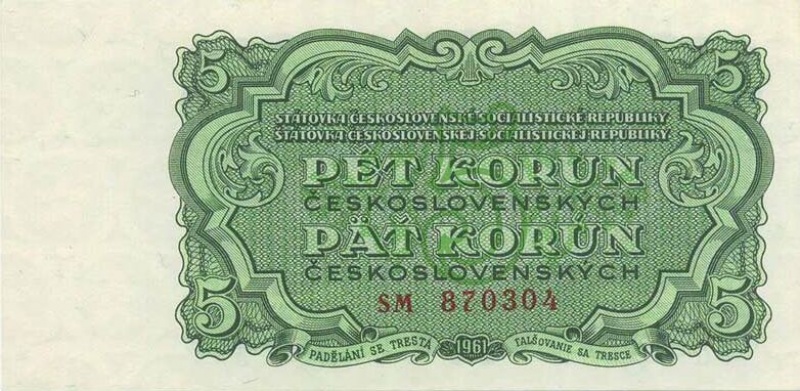 5 5
STÁTOVKA ČESKOSLOVENSKÉ SOCIALISTICKÉ REPUBLIKY
ŠTÁTOVKA ČESKOSLOVENSKEJ SOCIALISTICKEJ REPUBLIKY
PĚT KORUN
ČESKOSLOVENSKÝCH
PÄŤ KORÚN
ČESKOSLOVENSKÝCH
5 SM 870304 5
PADĚLÁNÍ SE TRESTÁ 1961 FALŠOVANIE SA TRESCE